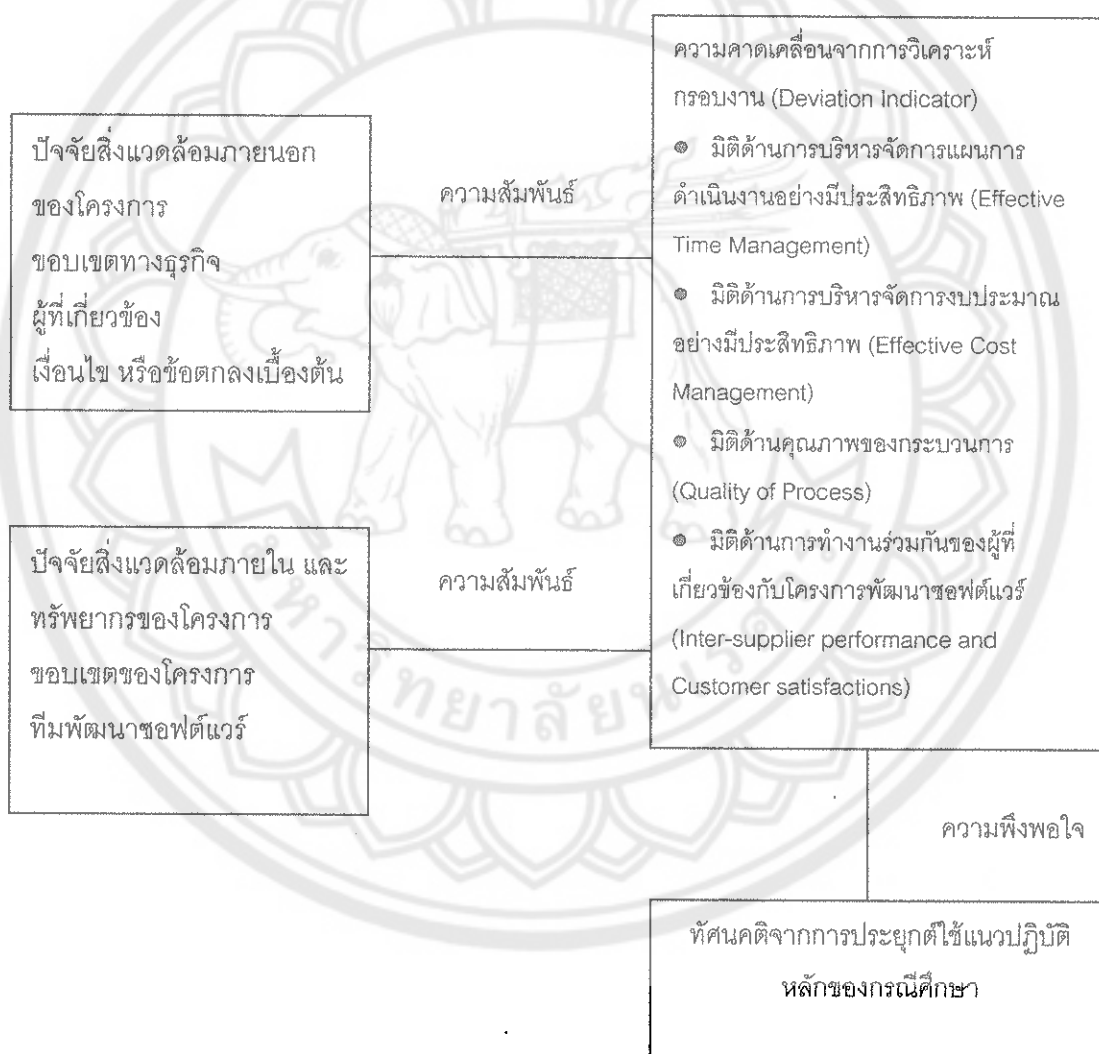 ปัจจัยสิ่งแวดล้อมภายนอก
ของโครงการ
ขอบเขตทางธุรกิจ
ผู้ที่เกี่ยวข้อง
เงื่อนไข หรือข้อตกลงเบื้องต้น
ความสัมพันธ์
ความคาดเคลื่อนจากการวิเคราะห์
กรอบงาน (Deviation Indicator)
● มิติด้านการบริหารจัดการแผนการ
ดำเนินงานอย่างมีประสิทธิภาพ (Effective
Time Management)
● มิติด้านการบริหารจัดการงบประมาณ
อย่างมีประสิทธิภาพ (Effective Cost
Management)
● มิติด้านคุณภาพของกระบวนการ
(Quality of Process)
● มิติด้านการทำงานร่วมกันของผู้ที่
เกี่ยวข้องกับโครงการพัฒนาซอฟต์แวร์
(Inter-supplier performance and
Customer satisfactions)
ปัจจัยสิ่งแวดล้อมภายใน และ
ทรัพยากรของโครงการ
ขอบเขตของโครงการ
ทีมพัฒนาซอฟต์แวร์
ความสัมพันธ์
ความพึงพอใจ
ทัศนคติจากการประยุกต์ใช้แนวปฏิบัติ
หลักของกรณีศึกษา